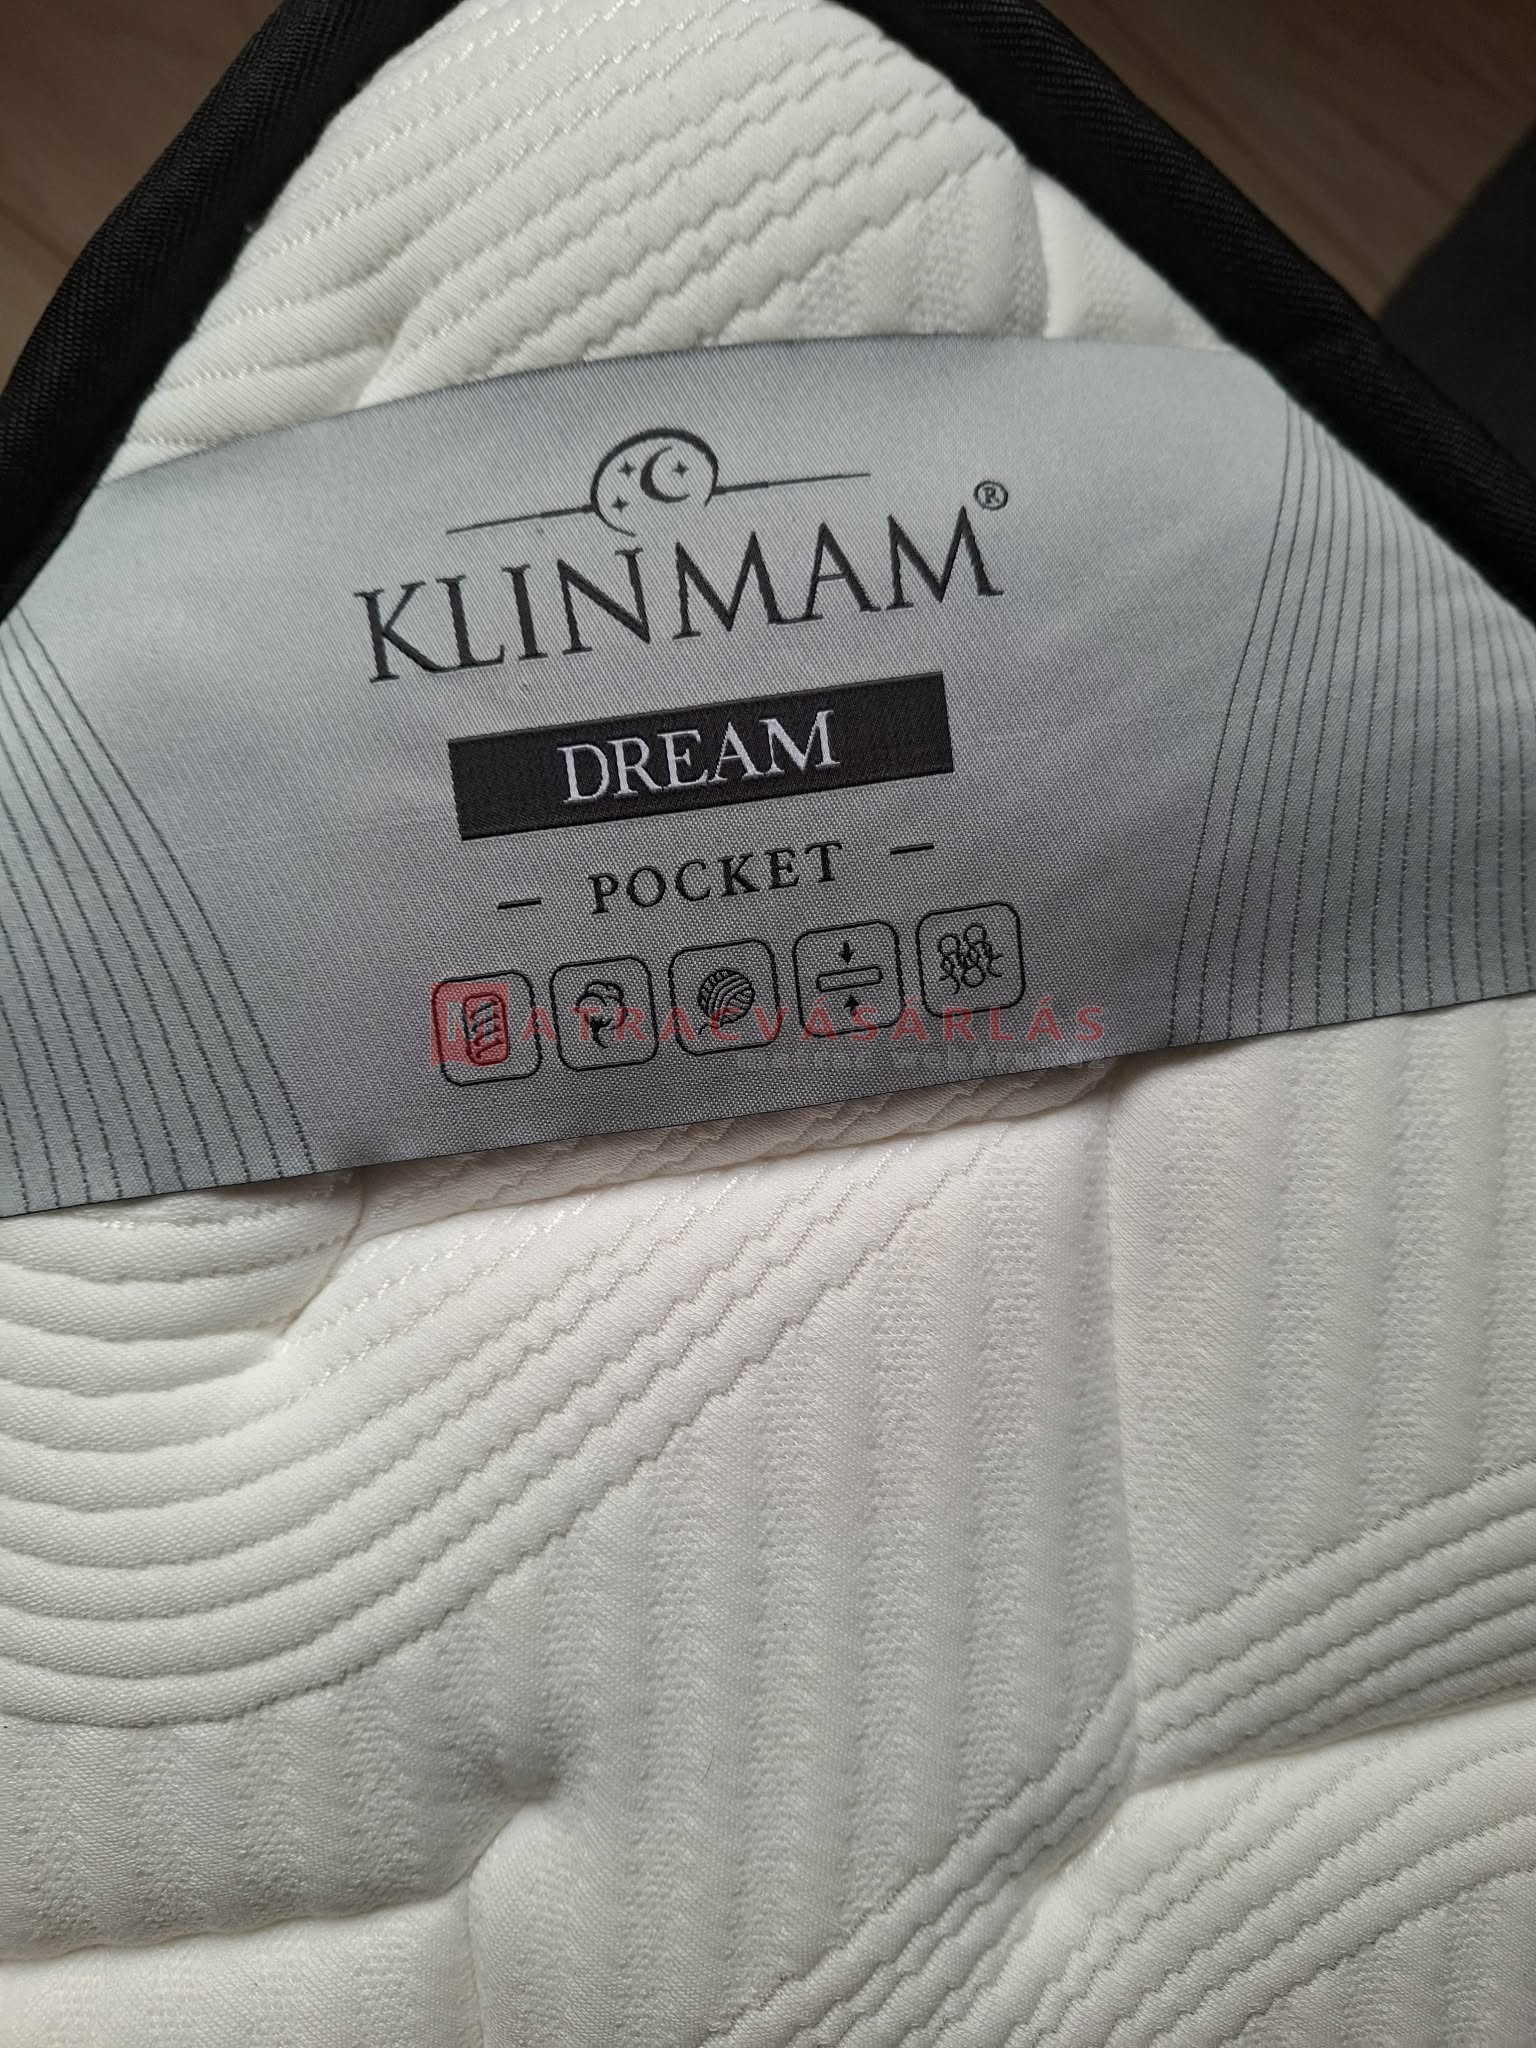 KLINMAM®
DREAM
– POCKET –
MATRACVÁSÁRLÁS